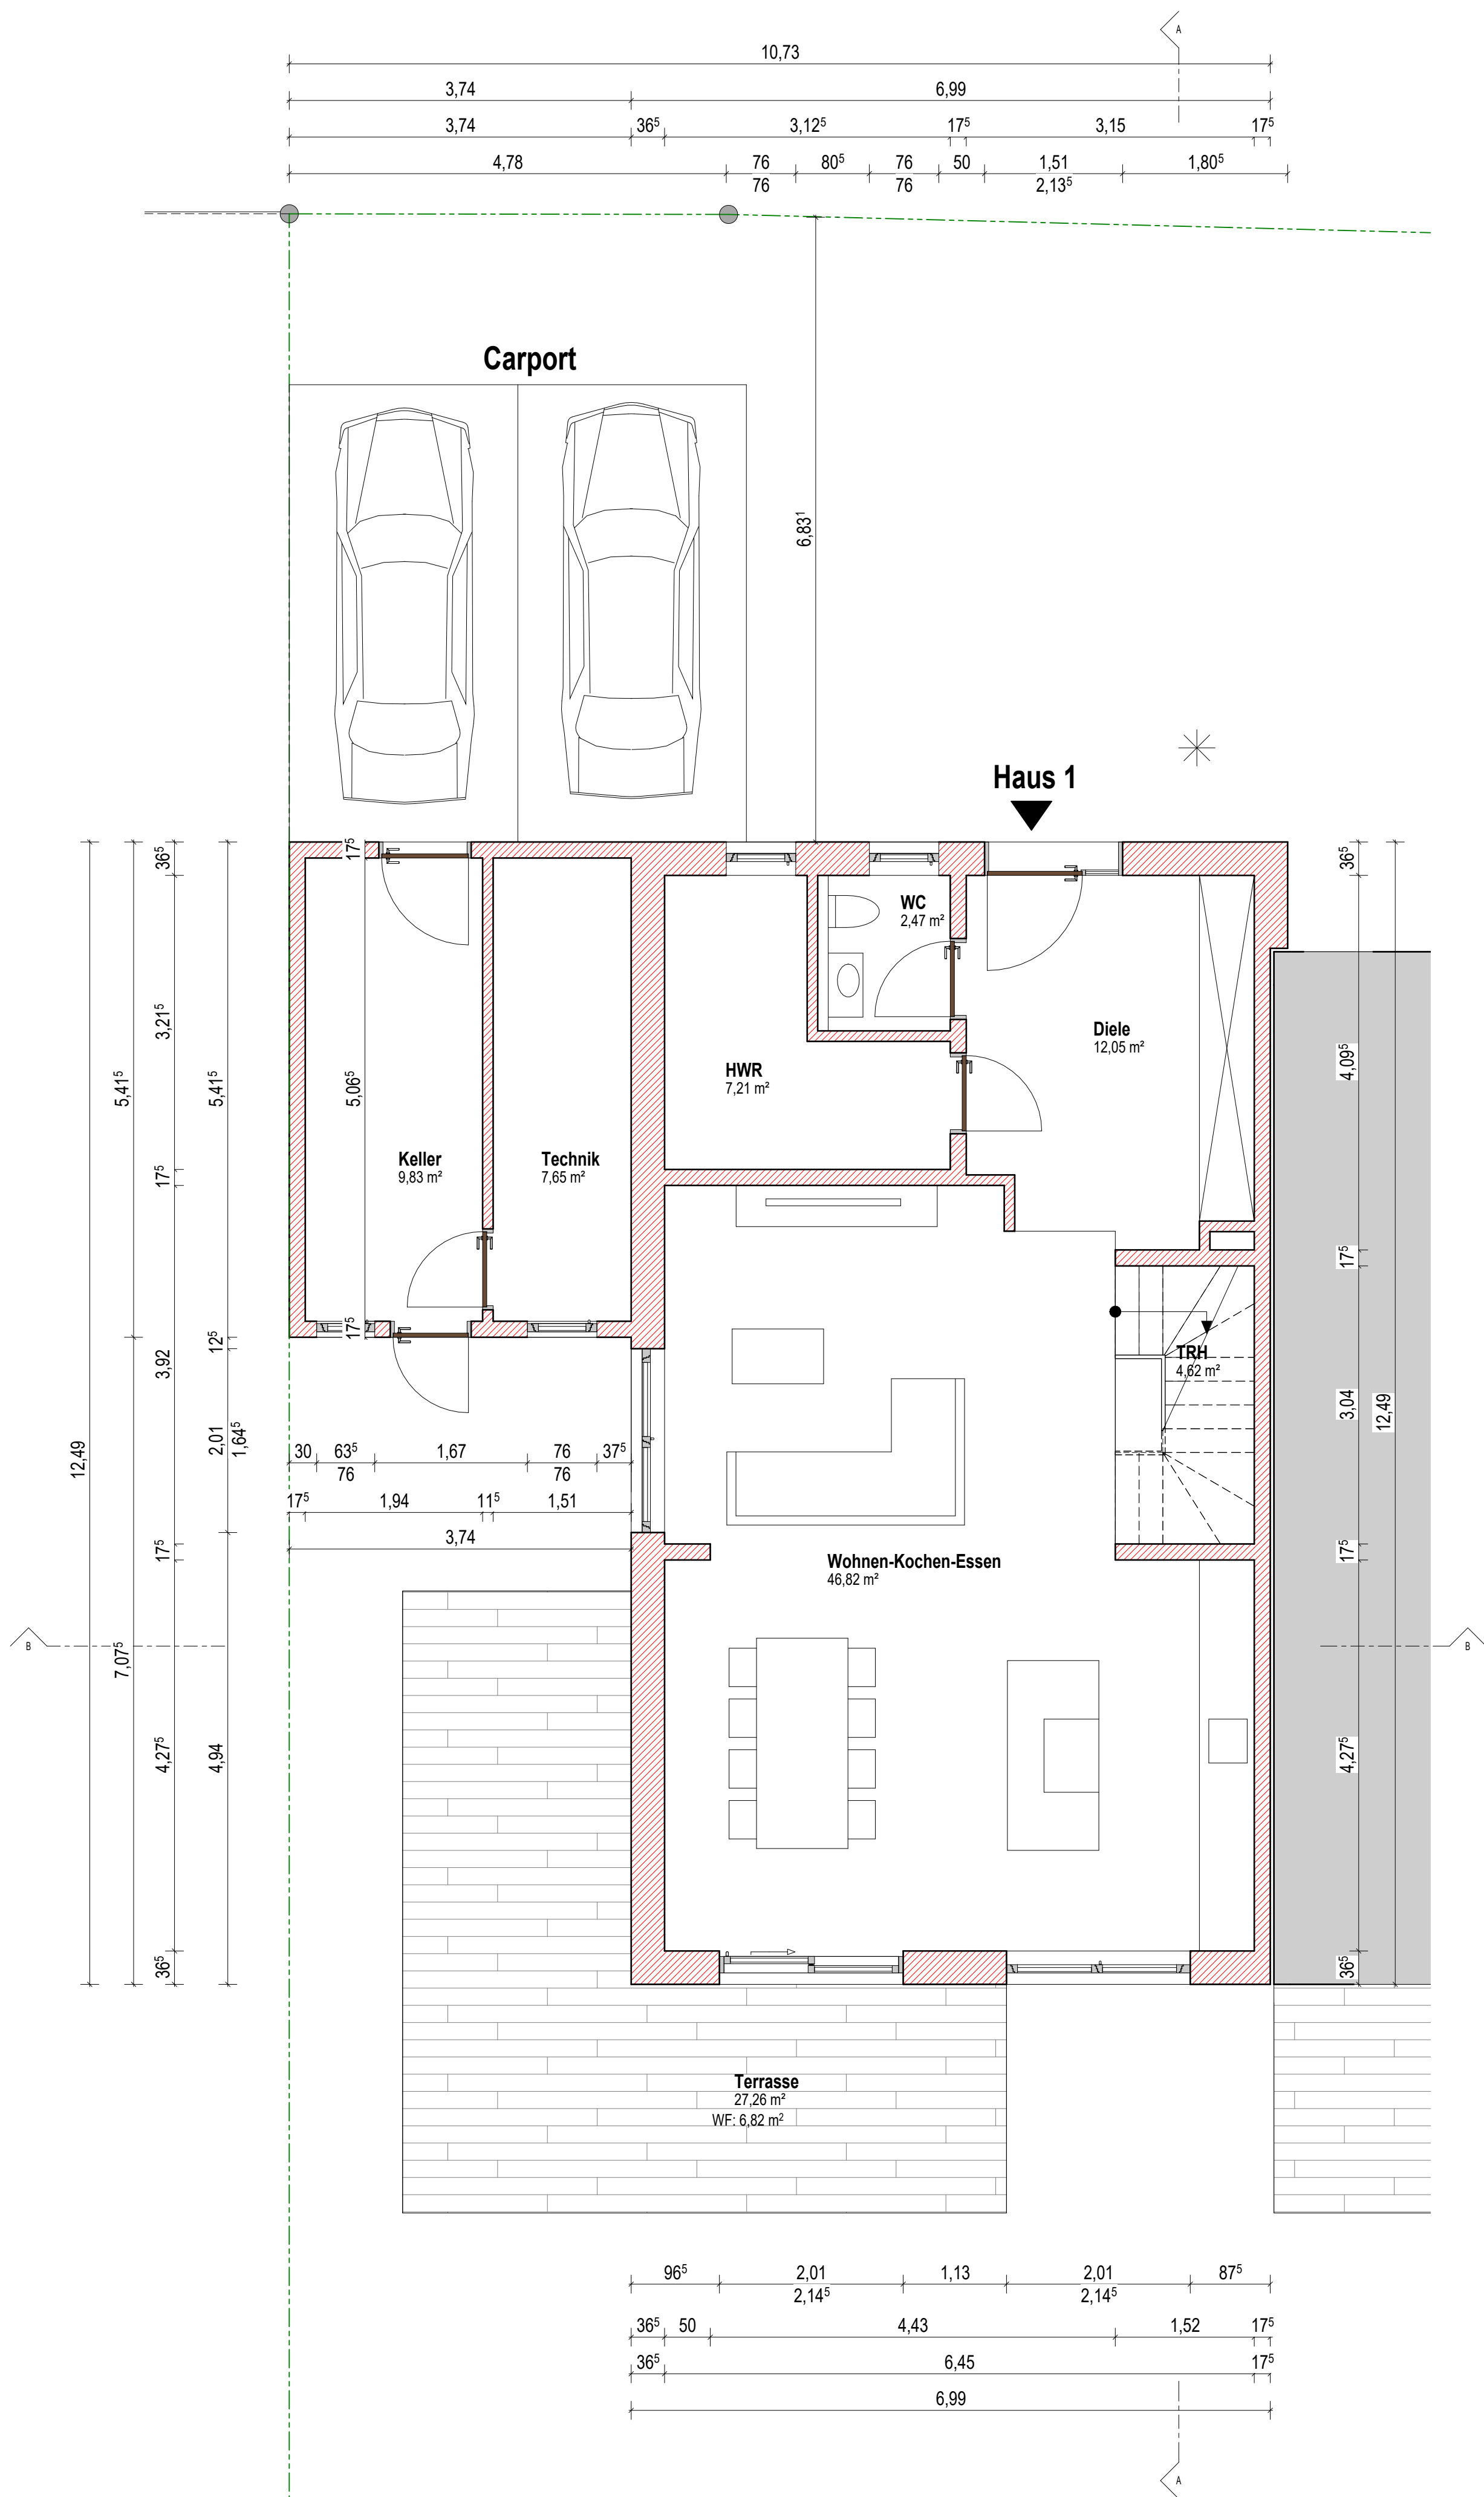 A
10,73
3,74 6,99
3,74 36⁵ 3,12⁵ 17⁵ 3,15 17⁵
4,78 76 80⁵ 76 50 1,51 1,80⁵
76 76 2,13⁵
Carport
6,83¹
Haus 1
36⁵
17⁵
36⁵
WC
2,47 m²
3,21⁵
Diele
12,05 m²
4,09⁵
5,41⁵
5,41⁵
5,06⁵
HWR
7,21 m²
Keller
9,83 m²
Technik
7,65 m²
17⁵
17⁵
12⁵
17⁵
TRH
4,62 m²
3,92
3,04
12,49
12,49
2,01
1,64⁵
30 63⁵ 1,67 76 37⁵
76 76
17⁵ 1,94 11⁵ 1,51
3,74
17⁵
17⁵
Wohnen-Kochen-Essen
46,82 m²
B
B
7,07⁵
4,27⁵
4,94
4,27⁵
36⁵
36⁵
Terrasse
27,26 m²
WF: 6,82 m²
96⁵ 2,01 1,13 2,01 87⁵
2,14⁵ 2,14⁵
36⁵ 50 4,43 1,52 17⁵
36⁵ 6,45 17⁵
6,99
A